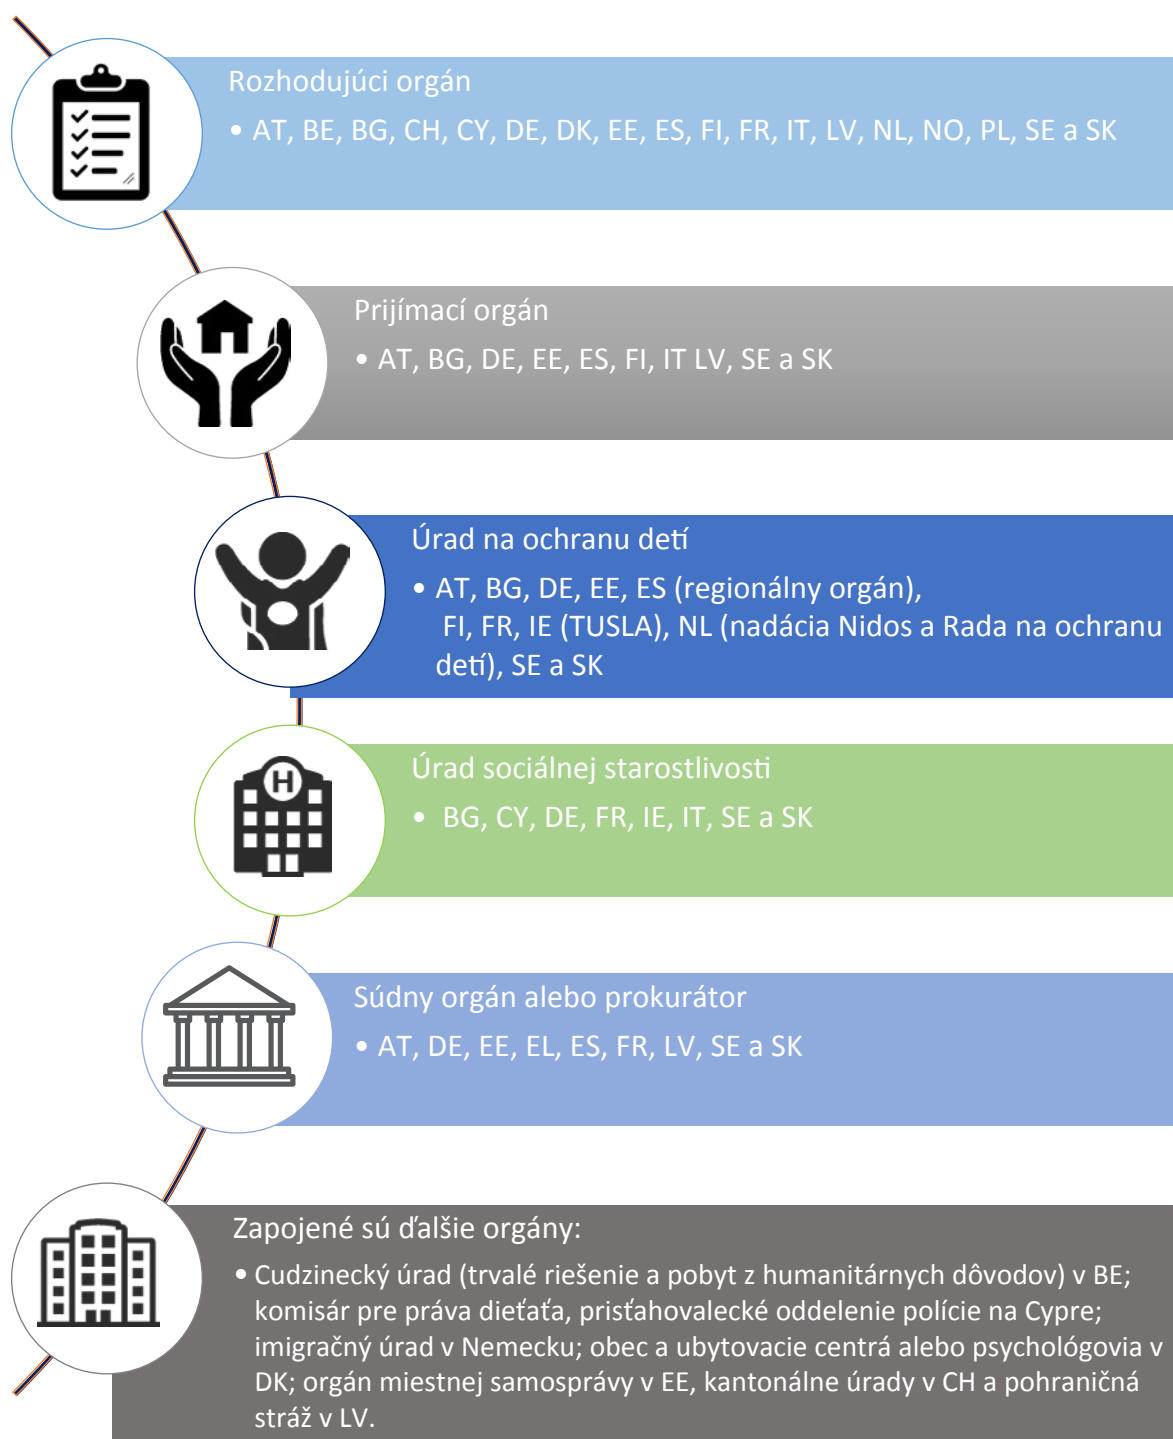 Rozhodujúci orgán
• AT, BE, BG, CH, CY, DE, DK, EE, ES, FI, FR, IT, LV, NL, NO, PL, SE a SK
Prijímací orgán
• AT, BG, DE, EE, ES, FI, IT LV, SE a SK
Úrad na ochranu detí
• AT, BG, DE, EE, ES (regionálny orgán),
FI, FR, IE (TUSLA), NL (nadácia Nidos a Rada na ochranu
detí), SE a SK
H
Úrad sociálnej starostlivosti
• BG, CY, DE, FR, IE, IT, SE a SK
Súdny orgán alebo prokurátor
• AT, DE, EE, EL, ES, FR, LV, SE a SK
Zapojené sú ďalšie orgány:
• Cudzinecký úrad (trvalé riešenie a pobyt z humanitárnych dôvodov) v BE;
komisár pre práva dieťaťa, prisťahovalecké oddelenie polície na Cypre;
imigračný úrad v Nemecku; obec a ubytovacie centrá alebo psychológovia v
DK; orgán miestnej samosprávy v EE, kantonálne úrady v CH a pohraničná
stráž v LV.